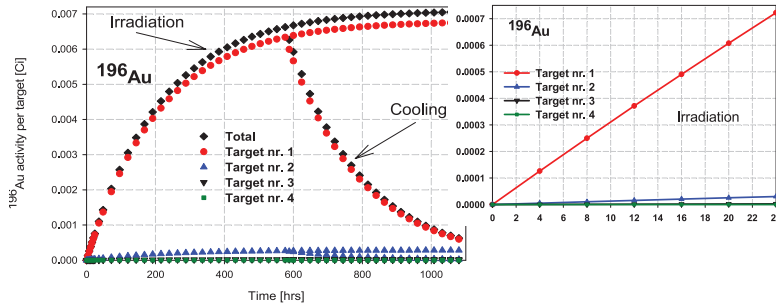 0.007
0.006
0.005
0.004
0.003
0.002
0.001
0.000
196Au activity per target [Ci]
Irradiation
196Au
Cooling
Total
Target nr. 1
Target nr. 2
Target nr. 3
Target nr. 4
0 200 400 600 800 1000
Time [hrs]
0.0007
0.0006
0.0005
0.0004
0.0003
0.0002
0.0001
0.0000
196Au
Target nr. 1
Target nr. 2
Target nr. 3
Target nr. 4
Irradiation
0 2 4 6 8 10 12 14 16 18 20 22